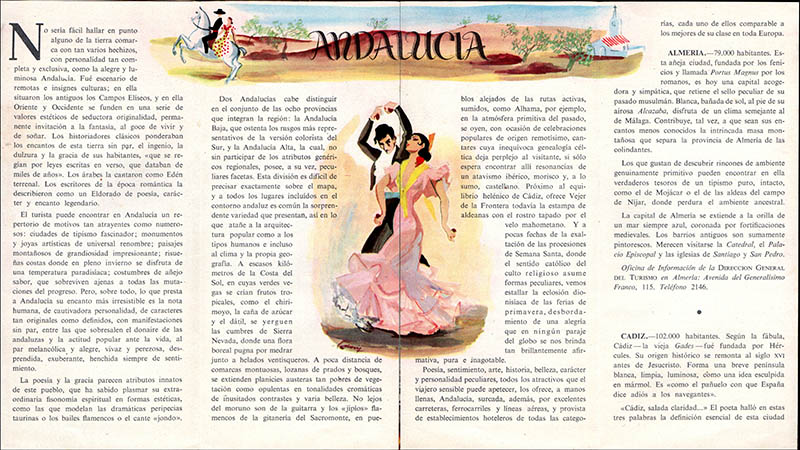 ANDALUCIA
No sería fácil hallar en punto
alguno de la tierra comar-
ca con tan varios hechizos,
con personalidad tan com-
pleta y exclusiva, como la alegre y lu-
minosa Andalucía. Fué escenario de
remotas e insignes culturas; en ella
situaron los antiguos los Campos Elíseos, y en ella
Oriente y Occidente se funden en una serie de
valores estéticos de seductora originalidad, perma-
nente invitación a la fantasía, al goce de vivir y
de soñar. Los historiadores clásicos ponderaban
los encantos de esta tierra sin par, el ingenio, la
dulzura y la gracia de sus habitantes, «que se re-
gían por leyes escritas en verso, que databan de
miles de años». Los árabes la cantaron como Edén
terrenal. Los escritores de la época romántica la
describieron como un Eldorado de poesía, carác-
ter y encanto legendario.
El turista puede encontrar en Andalucía un re-
pertorio de motivos tan atrayentes como numero-
sos: ciudades de tipismo fascinador; monumentos
y joyas artísticas de universal renombre; paisajes
montañosos de grandiosidad impresionante; risue-
ñas costas donde en pleno invierno se disfruta de
una temperatura paradisíaca; costumbres de añejo
sabor, que sobreviven ajenas a todas las muta-
ciones del progreso. Pero, sobre todo, lo que presta
a Andalucía su encanto más irresistible es la nota
humana, de cautivadora personalidad, de caracteres
tan originales como definidos, con manifestaciones
sin par, entre las que sobresalen el donaire de las
andaluzas y la actitud popular ante la vida, al
par melancólica y alegre, vivaz y perezosa, des-
prendida, exuberante, henchida siempre de senti-
miento.
La poesía y la gracia parecen atributos innatos
de este pueblo, que ha sabido plasmar su extra-
ordinaria fisonomía espiritual en formas estéticas,
como las que modelan las dramáticas peripecias
taurinas o los bailes flamencos o el cante «jondo».
Dos Andalucías cabe distinguir
en el conjunto de las ocho provincias
que integran la región: la Andalucía
Baja, que ostenta los rasgos más repre-
sentativos de la versión colorista del
Sur, y la Andalucía Alta, la cual, no
sin participar de los atributos genéri-
cos regionales, posee, a su vez, pecu-
liares facetas. Esta división es difícil de
precisar exactamente sobre el mapa,
y a todos los lugares incluídos en el
contorno andaluz es común la sorpren-
dente variedad que presentan, así en lo
que atañe a la arquitec-
tura popular como a los
tipos humanos e incluso
al clima y la propia geo-
grafía. A escasos kiló-
metros de la Costa del
Sol, en cuyas verdes ve-
gas se crían frutos tro-
picales, como el chiri-
moyo, la caña de azúcar
y el dátil, se yerguen
las cumbres de Sierra
Nevada, donde una flora
boreal pugna por medrar
junto a helados ventisqueros. A poca distancia de
comarcas montuosas, lozanas de prados y bosques,
se extienden planicies austeras tan pobres de vege-
tación como opulentas en tonalidades cromáticas
de inusitados contrastes y varia belleza. No lejos
del moruno son de la guitarra y los «jipíos» fla-
mencos de la gitanería del Sacromonte, en pue-
blos alejados de las rutas activas,
sumidos, como Alhama, por ejemplo,
en la atmósfera primitiva del pasado,
se oyen, con ocasión de celebraciones
populares de origen remotísimo, can-
tares cuya inequívoca genealogía cél-
tica deja perplejo al visitante, si sólo
espera encontrar allí resonancias de
un atavismo ibérico, morisco y, a lo
sumo, castellano. Próximo al equi-
librio helénico de Cádiz, ofrece Vejer
de la Frontera todavía la estampa de
aldeanas con el rostro tapado por el
velo mahometano. Y a
pocas fechas de la exal-
tación de las procesiones
de Semana Santa, donde
el sentido católico del
culto religioso asume
formas peculiares, vemos
estallar la eclosión dio-
nisíaca de las ferias de
primavera, desborda-
miento de una alegría
que en ningún paraje
del globo se nos brinda
tan brillantemente afir-
mativa, pura e inagotable.
Poesía, sentimiento, arte, historia, belleza, carácter
y personalidad peculiares, todos los atractivos que el
viajero sensible puede apetecer, los ofrece, a manos
llenas, Andalucía, surcada, además, por excelentes
carreteras, ferrocarriles y líneas aéreas, y provista
de establecimientos hoteleros de todas las catego-
rías, cada uno de ellos comparable a
los mejores de su clase en toda Europa.
ALMERIA.—79.000 habitantes. Es-
ta añeja ciudad, fundada por los feni-
cios y llamada Portus Magnus por los
romanos, es hoy una capital acoge-
dora y simpática, que retiene el sello peculiar de su
pasado musulmán. Blanca, bañada de sol, al pie de su
airosa Alcazaba, disfruta de un clima semejante al
de Málaga. Contribuye, tal vez, a que sean sus en-
cantos menos conocidos la intrincada masa mon-
tañosa que separa la provincia de Almería de las
colindantes.
Los que gustan de descubrir rincones de ambiente
genuinamente primitivo pueden encontrar en ella
verdaderos tesoros de un tipismo puro, intacto,
como el de Mojácar o el de las aldeas del campo
de Níjar, donde perdura el ambiente ancestral.
La capital de Almería se extiende a la orilla de
un mar siempre azul, coronada por fortificaciones
medievales. Los barrios antiguos son sumamente
pintorescos. Merecen visitarse la Catedral, el Pala-
cio Episcopal y las iglesias de Santiago y San Pedro.
Oficina de Información de la DIRECCION GENERAL
DEL TURISMO en Almería: Avenida del Generalísimo
Franco, 115. Teléfono 2146.
CADIZ.—102.000 habitantes. Según la fábula,
Cádiz—la vieja Gades—fué fundada por Hér-
cules. Su origen histórico se remonta al siglo XVI
antes de Jesucristo. Forma una breve península
blanca, limpia, luminosa, como una idea esculpida
en mármol. Es «como el pañuelo con que España
dice adiós a los navegantes».
«Cádiz, salada claridad...» El poeta halló en estas
tres palabras la definición esencial de esta ciudad